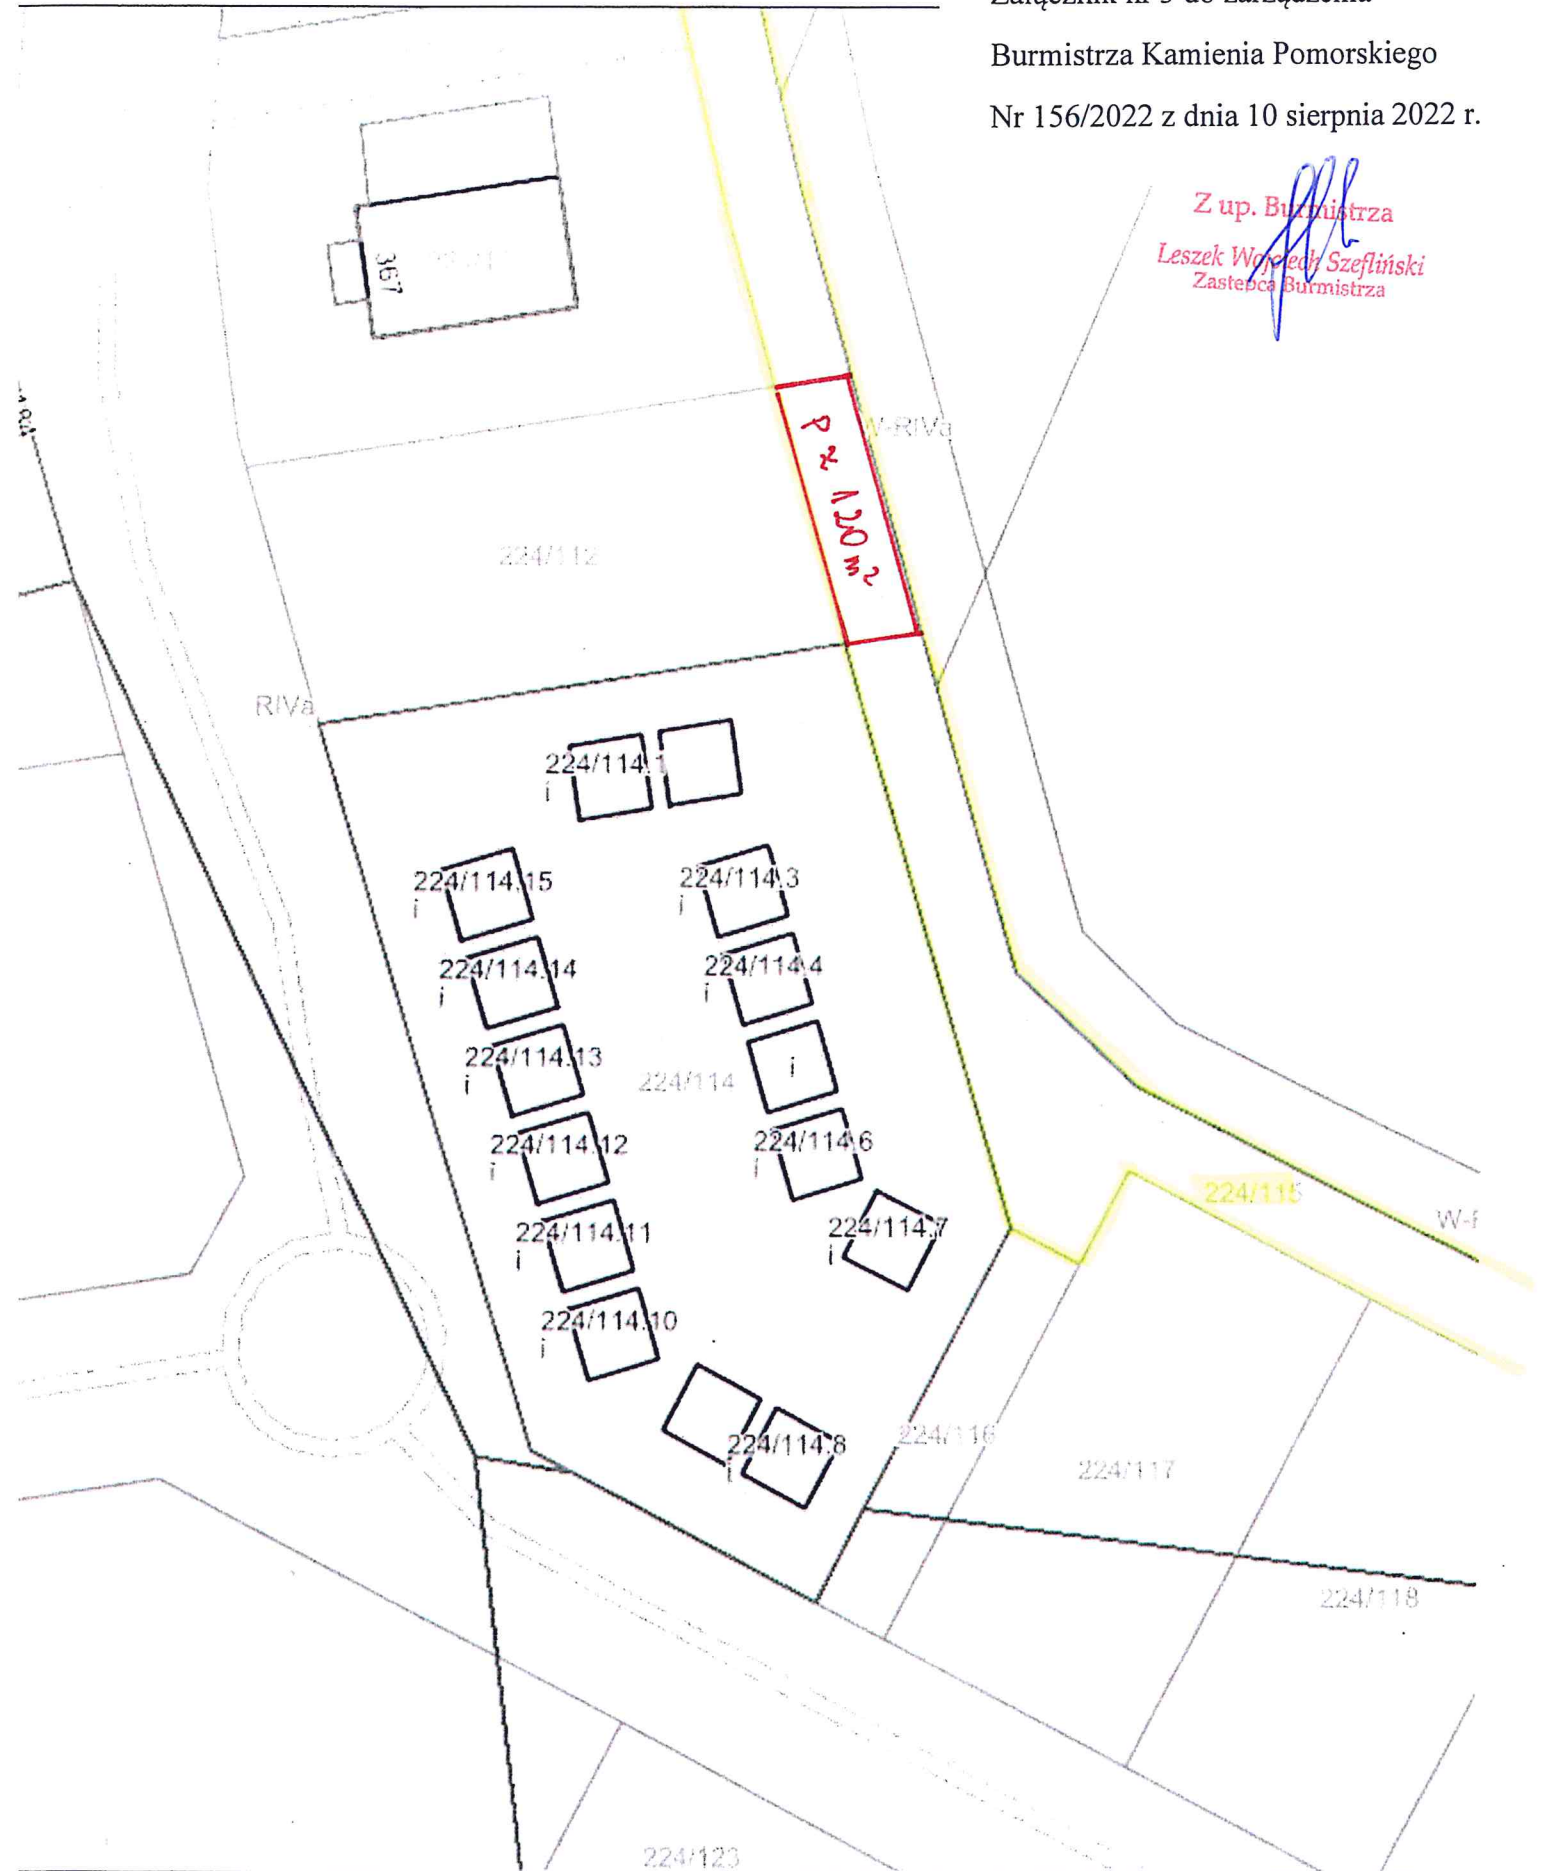 Burmistrza Kamienia Pomorskiego
Nr 156/2022 z dnia 10 sierpnia 2022 r.
Z up. Burmistrza
Leszek Wojciech Szefliński
Zastępca Burmistrza
367
W-RIVa
P ≈ 120 m²
224/112
RIVa
224/114.1
i
224/114.15
i
224/114.3
i
224/114.14
i
224/114.4
i
224/114.13
i
224/114
i
224/114.12
i
224/114.6
i
224/115
W-R
224/114.11
i
224/114.7
i
224/114.10
i
224/114.8
i
224/116
224/117
224/118
224/123